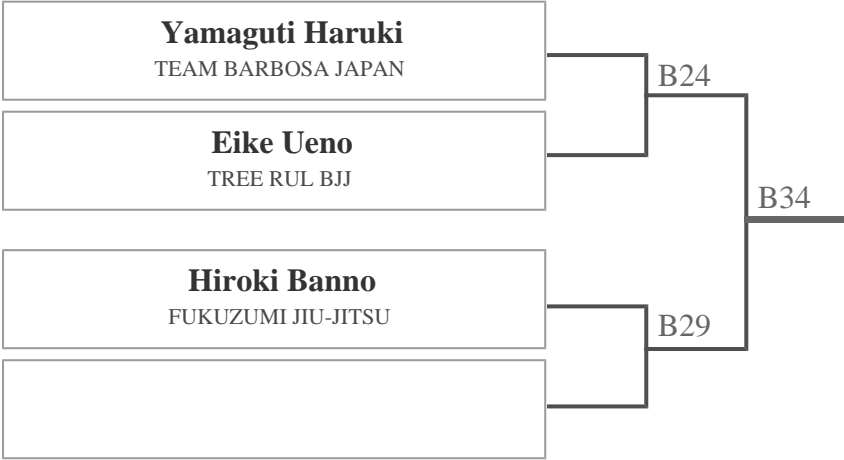 Yamaguti Haruki
TEAM BARBOSA JAPAN
B24
Eike Ueno
TREE RUL BJJ
B34
Hiroki Banno
FUKUZUMI JIU-JITSU
B29